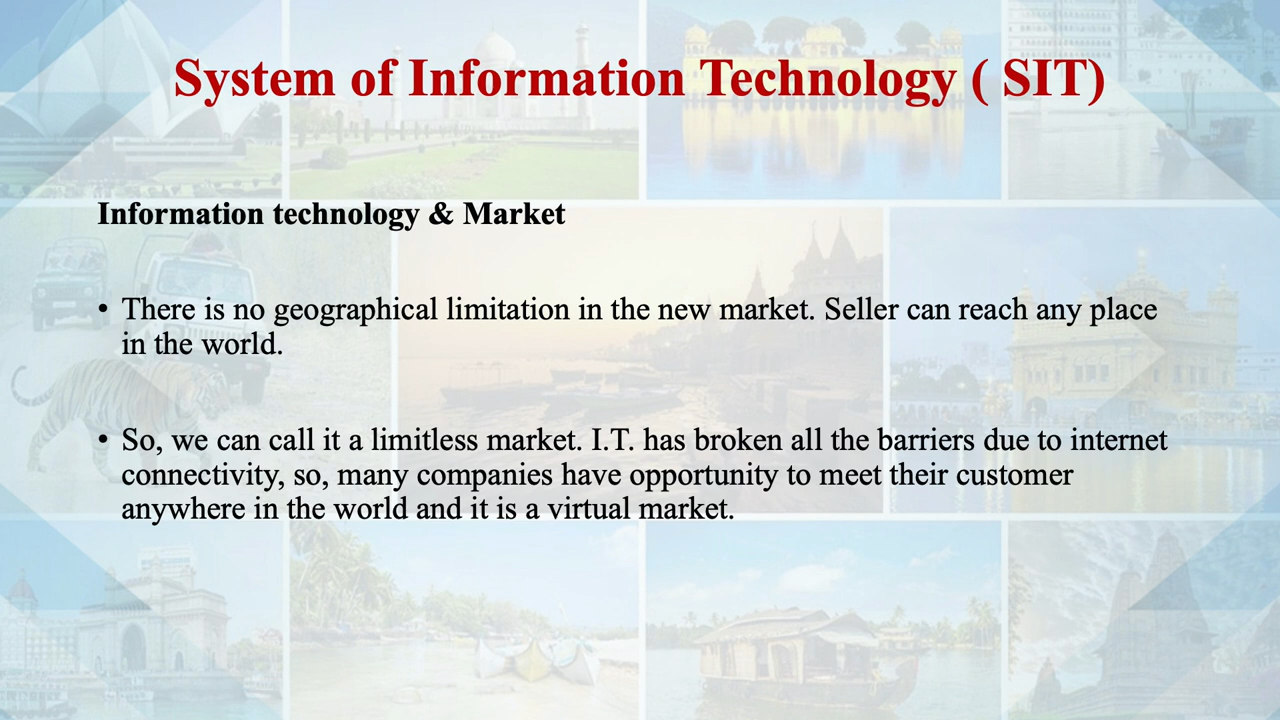 System of Information Technology ( SIT)
Information technology & Market
• There is no geographical limitation in the new market. Seller can reach any place
in the world.
• So, we can call it a limitless market. I.T. has broken all the barriers due to internet
connectivity, so, many companies have opportunity to meet their customer
anywhere in the world and it is a virtual market.